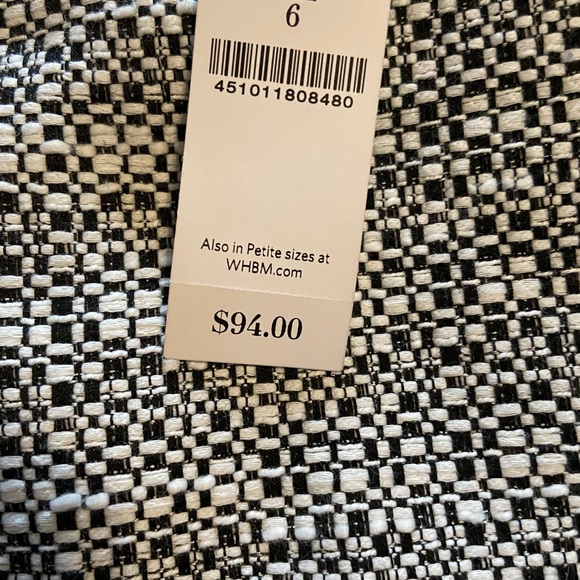 6
451011808480
Also in Petite sizes at
WHBM.com
$94.00